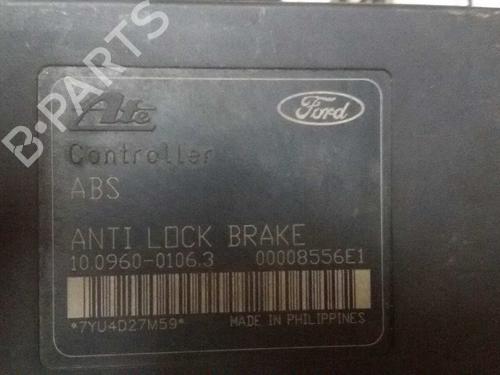 B-PARTS
Ate
Ford
Controller
ABS
ANTI LOCK BRAKE
10.0960-0106.3 00008556E1
*7YU4D27M59* MADE IN PHILIPPINES